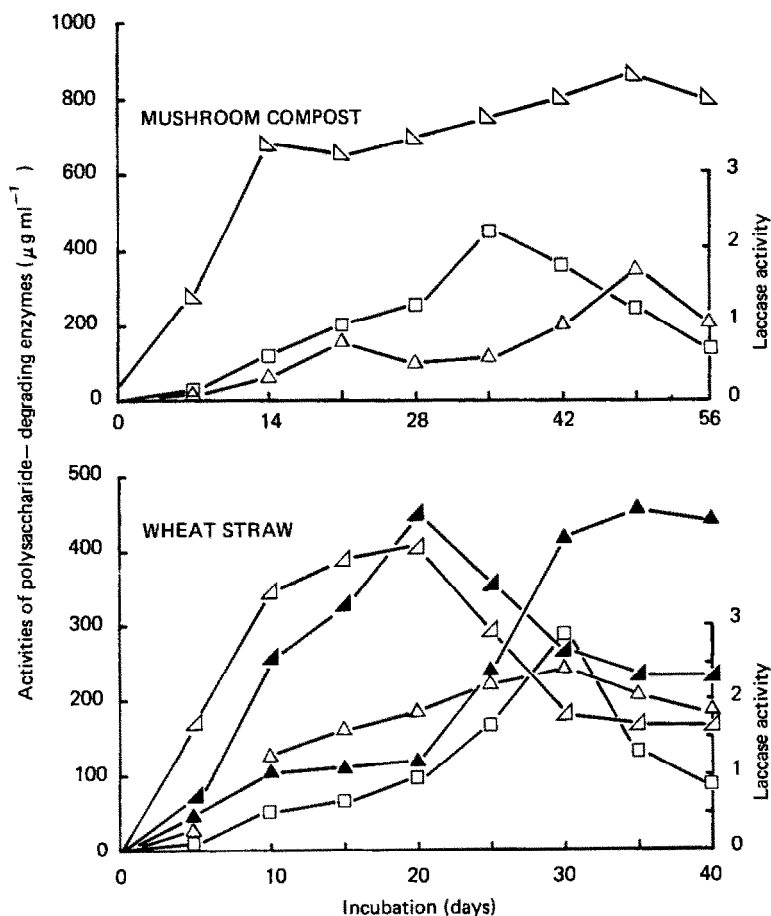 Activities of polysaccharide– degrading enzymes (μg ml⁻¹)
1000
800
600
400
200
0
MUSHROOM COMPOST
3
2
1
0
Laccase activity
0 14 28 42 56
500
400
300
200
100
0
WHEAT STRAW
3
2
1
0
Laccase activity
0 10 20 30 40
Incubation (days)